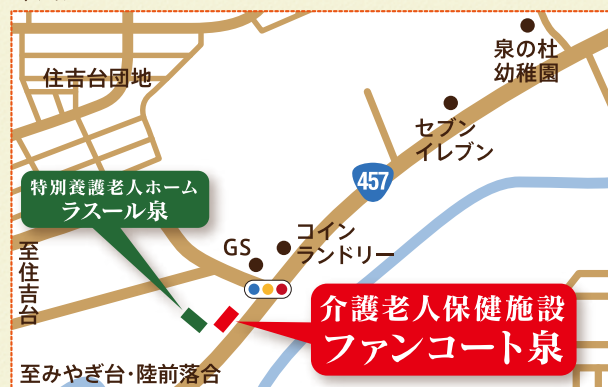 住吉台団地
泉の杜
幼稚園
セブン
イレブン
457
特別養護老人ホーム
ラスール泉
コイン
ランドリー
GS
至住吉台
介護老人保健施設
ファンコート泉
至みやぎ台・陸前落合